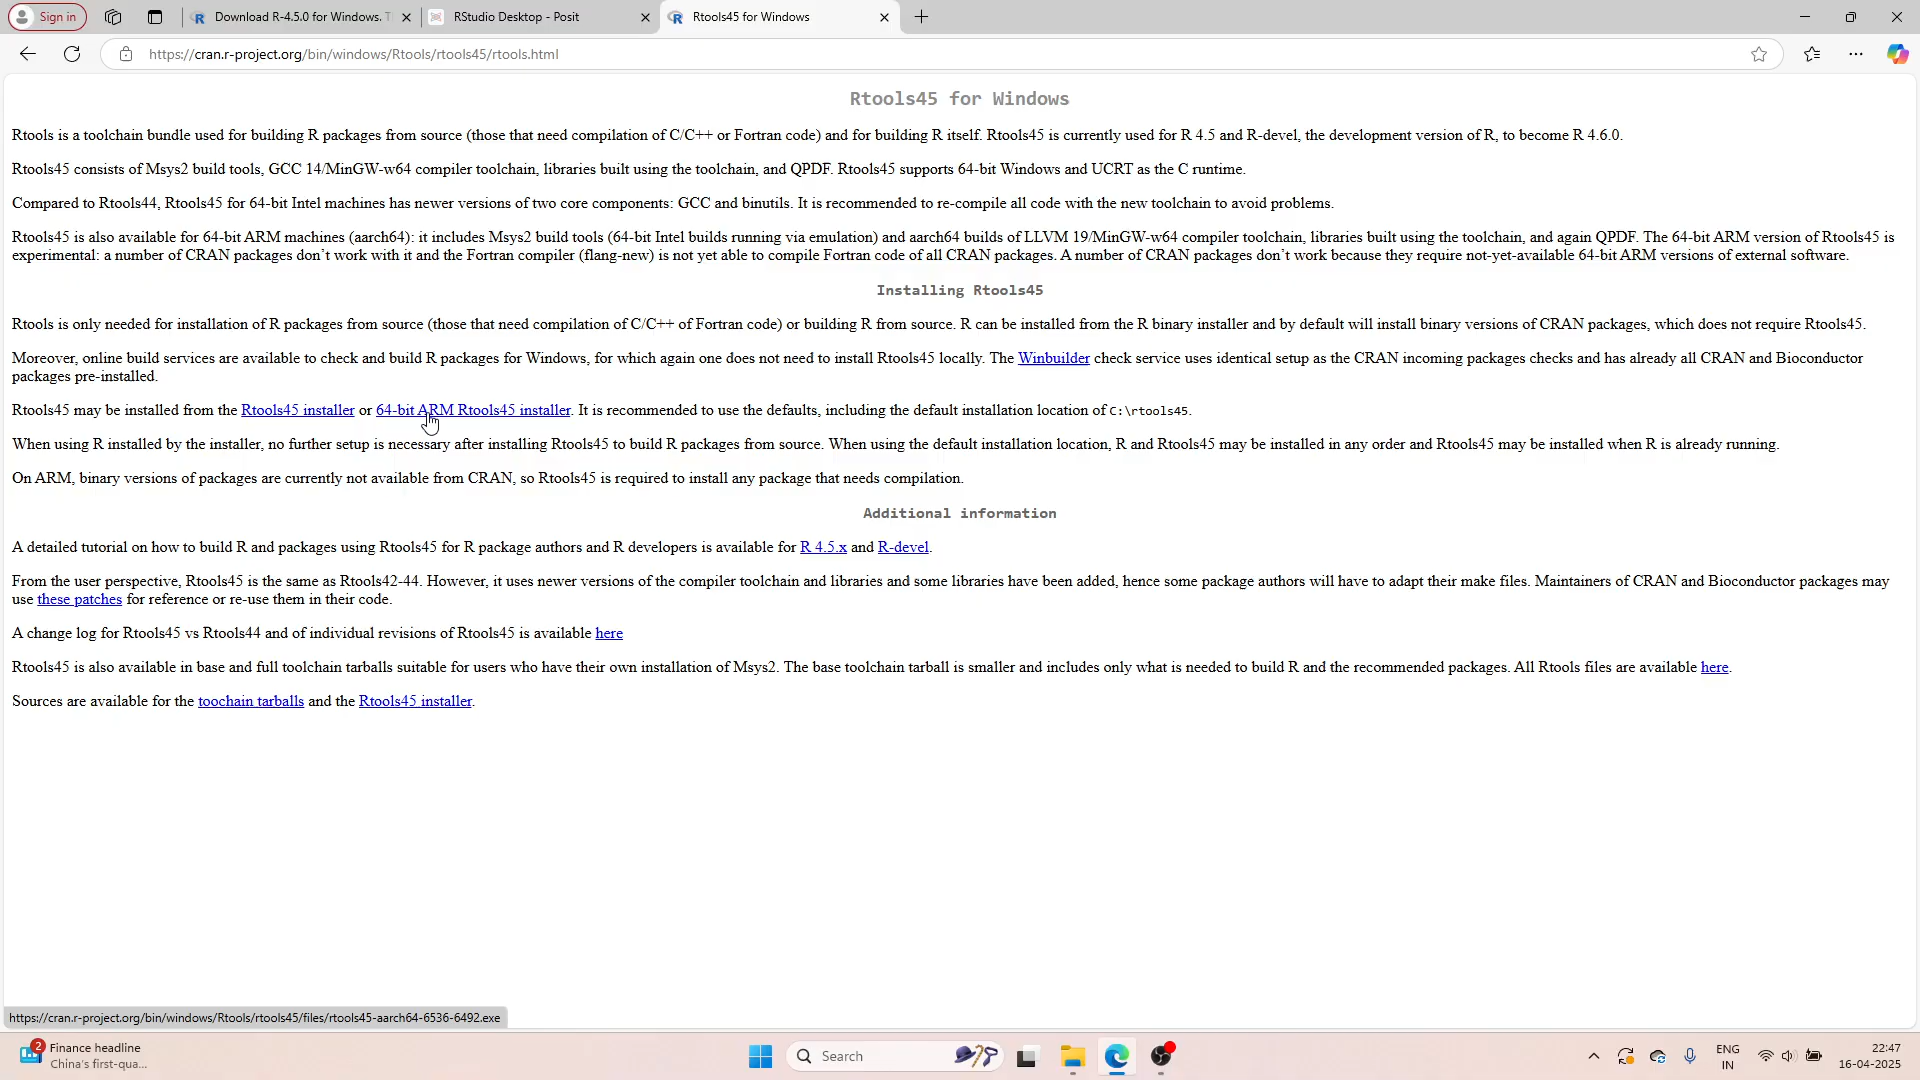 Sign in
Download R-4.5.0 for Windows. T
RStudio Desktop - Posit
Rtools45 for Windows
https://cran.r-project.org/bin/windows/Rtools/rtools45/rtools.html
Rtools45 for Windows
Rtools is a toolchain bundle used for building R packages from source (those that need compilation of C/C++ or Fortran code) and for building R itself. Rtools45 is currently used for R 4.5 and R-devel, the development version of R, to become R 4.6.0.
Rtools45 consists of Msys2 build tools, GCC 14/MinGW-w64 compiler toolchain, libraries built using the toolchain, and QPDF. Rtools45 supports 64-bit Windows and UCRT as the C runtime.
Compared to Rtools44, Rtools45 for 64-bit Intel machines has newer versions of two core components: GCC and binutils. It is recommended to re-compile all code with the new toolchain to avoid problems.
Rtools45 is also available for 64-bit ARM machines (aarch64): it includes Msys2 build tools (64-bit Intel builds running via emulation) and aarch64 builds of LLVM 19/MinGW-w64 compiler toolchain, libraries built using the toolchain, and again QPDF. The 64-bit ARM version of Rtools45 is
experimental: a number of CRAN packages don't work with it and the Fortran compiler (flang-new) is not yet able to compile Fortran code of all CRAN packages. A number of CRAN packages don't work because they require not-yet-available 64-bit ARM versions of external software.
Installing Rtools45
Rtools is only needed for installation of R packages from source (those that need compilation of C/C++ of Fortran code) or building R from source. R can be installed from the R binary installer and by default will install binary versions of CRAN packages, which does not require Rtools45.
Moreover, online build services are available to check and build R packages for Windows, for which again one does not need to install Rtools45 locally. The Winbuilder check service uses identical setup as the CRAN incoming packages checks and has already all CRAN and Bioconductor
packages pre-installed.
Rtools45 may be installed from the Rtools45 installer or 64-bit ARM Rtools45 installer. It is recommended to use the defaults, including the default installation location of C:\rtools45.
When using R installed by the installer, no further setup is necessary after installing Rtools45 to build R packages from source. When using the default installation location, R and Rtools45 may be installed in any order and Rtools45 may be installed when R is already running.
On ARM, binary versions of packages are currently not available from CRAN, so Rtools45 is required to install any package that needs compilation.
Additional information
A detailed tutorial on how to build R and packages using Rtools45 for R package authors and R developers is available for R 4.5.x and R-devel.
From the user perspective, Rtools45 is the same as Rtools42-44. However, it uses newer versions of the compiler toolchain and libraries and some libraries have been added, hence some package authors will have to adapt their make files. Maintainers of CRAN and Bioconductor packages may
use these patches for reference or re-use them in their code.
A change log for Rtools45 vs Rtools44 and of individual revisions of Rtools45 is available here
Rtools45 is also available in base and full toolchain tarballs suitable for users who have their own installation of Msys2. The base toolchain tarball is smaller and includes only what is needed to build R and the recommended packages. All Rtools files are available here.
Sources are available for the toochain tarballs and the Rtools45 installer.
https://cran.r-project.org/bin/windows/Rtools/rtools45/files/rtools45-aarch64-6536-6492.exe
2
Finance headline
China's first-qua...
Search
ENG
IN
22:47
16-04-2025